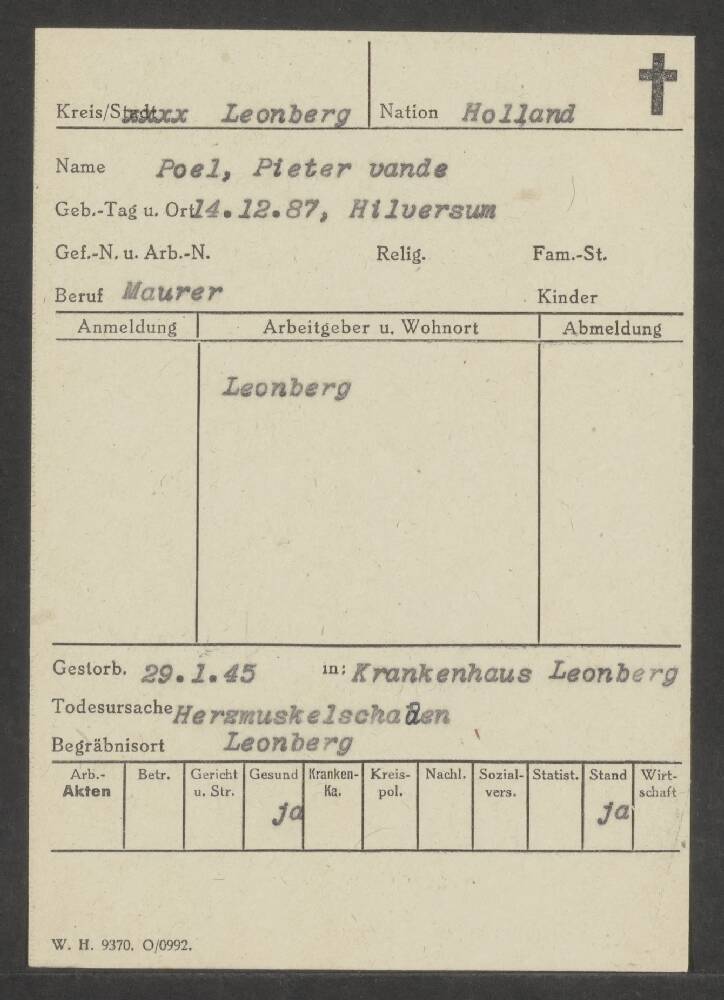 Kreis/Stadt Leonberg Nation Holland
Name Poel, Pieter vande
Geb.-Tag u. Ort 14.12.87, Hilversum
Gef.-N. u. Arb.-N. Relig. Fam.-St.
Beruf Maurer Kinder
Anmeldung Arbeitgeber u. Wohnort Abmeldung
Leonberg
Gestorb. 29.1.45 in: Krankenhaus Leonberg
Todesursache Herzmuskelschaden
Begräbnisort Leonberg
Arb.- Betr. Gericht Gesund Kranken- Kreis- Nachl. Sozial- Statist. Stand Wirt-
Akten u. Str. Ka. pol. vers. schaft
ja ja
W. H. 9370. O/0992.